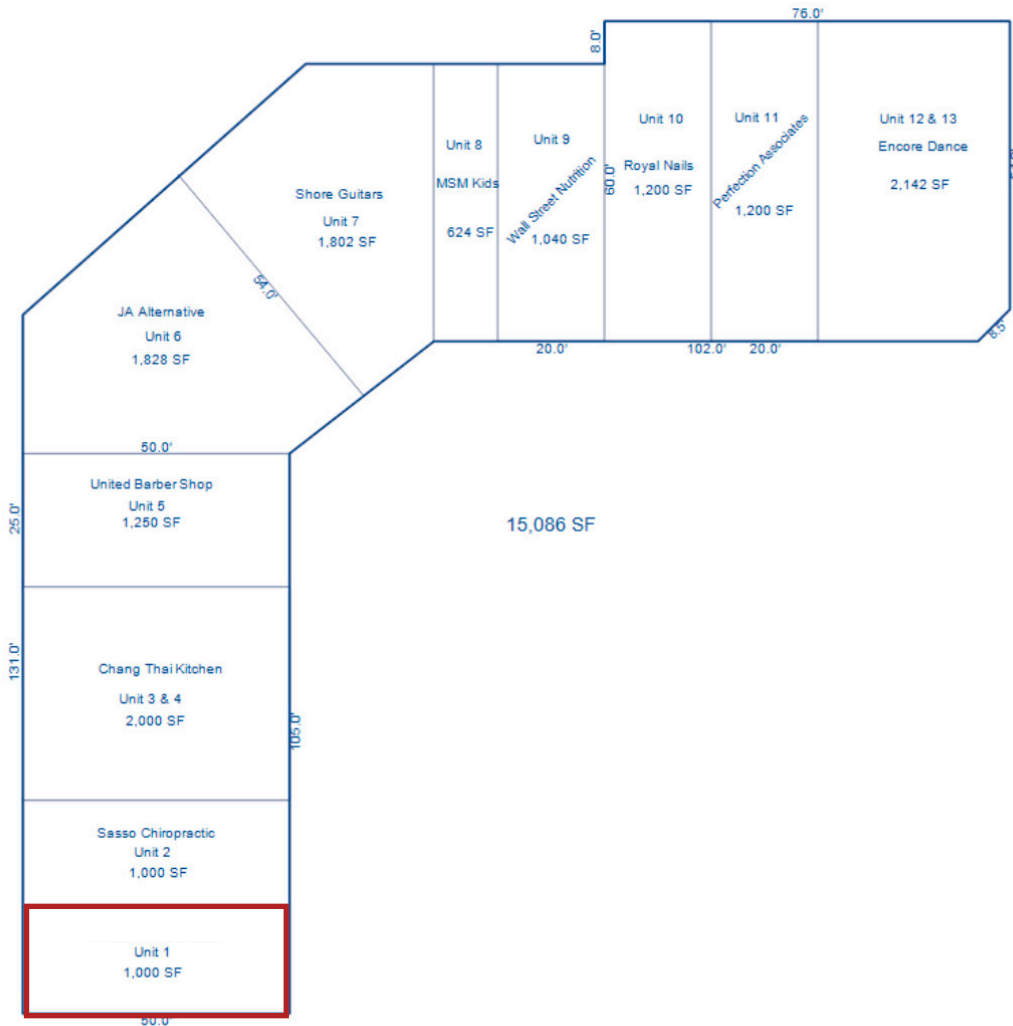 76.0'
8.0'
Unit 10
Royal Nails
1,200 SF
Unit 11
Perfection Associates
1,200 SF
Unit 12 & 13
Encore Dance
2,142 SF
Unit 8
MSM Kids
624 SF
Unit 9
Wall Street Nutrition
1,040 SF
60.0'
Shore Guitars
Unit 7
1,802 SF
54.0'
8.5'
20.0'
102.0'
20.0'
JA Alternative
Unit 6
1,828 SF
50.0'
United Barber Shop
Unit 5
1,250 SF
25.0'
15,086 SF
131.0'
Chang Thai Kitchen
Unit 3 & 4
2,000 SF
105.0'
Sasso Chiropractic
Unit 2
1,000 SF
Unit 1
1,000 SF
50.0'